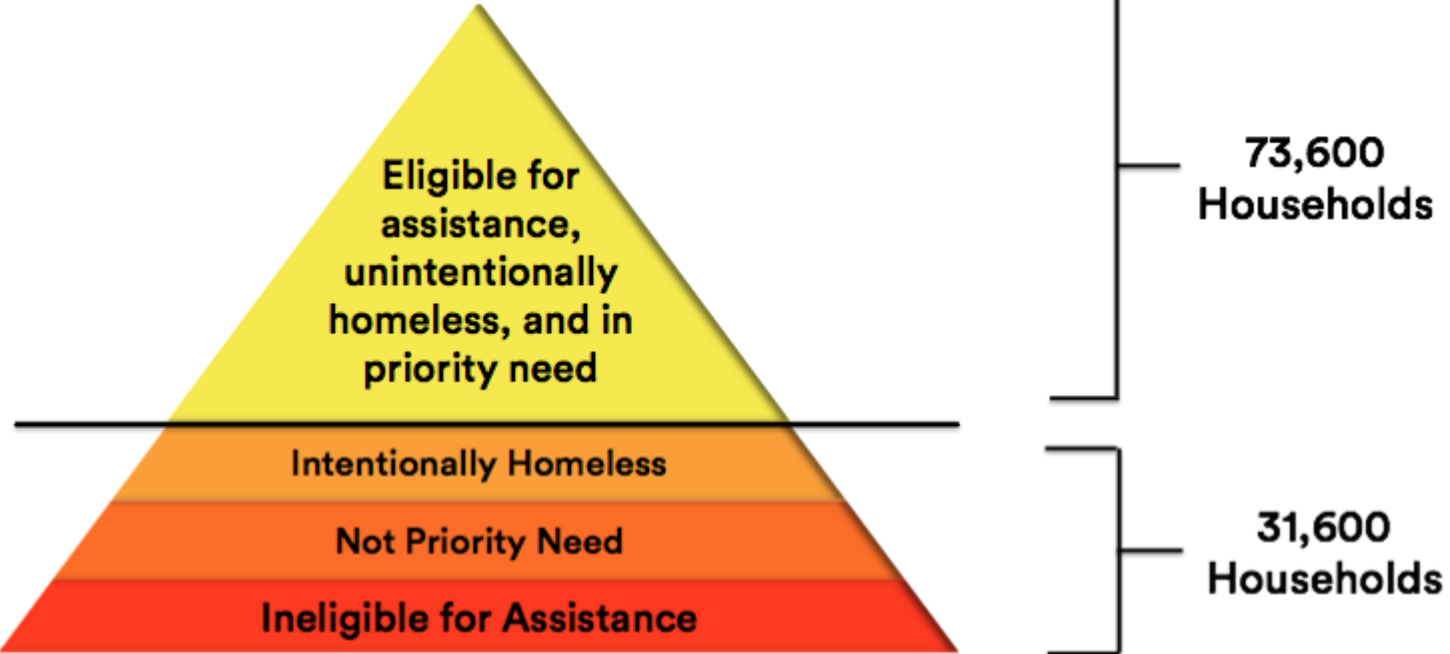 Eligible for
assistance,
unintentionally
homeless, and in
priority need
73,600
Households
Intentionally Homeless
Not Priority Need
Ineligible for Assistance
31,600
Households